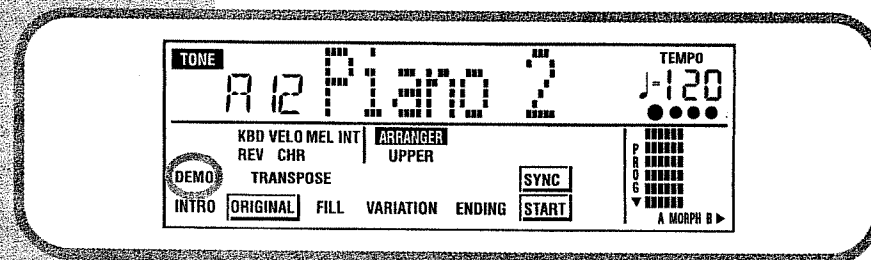 TONE A12 Piano 2 TEMPO
♩=120
KBD VELO MEL INT ARRANGER
REV CHR UPPER
DEMO TRANSPOSE SYNC
INTRO ORIGINAL FILL VARIATION ENDING START
PROG
A MORPH B